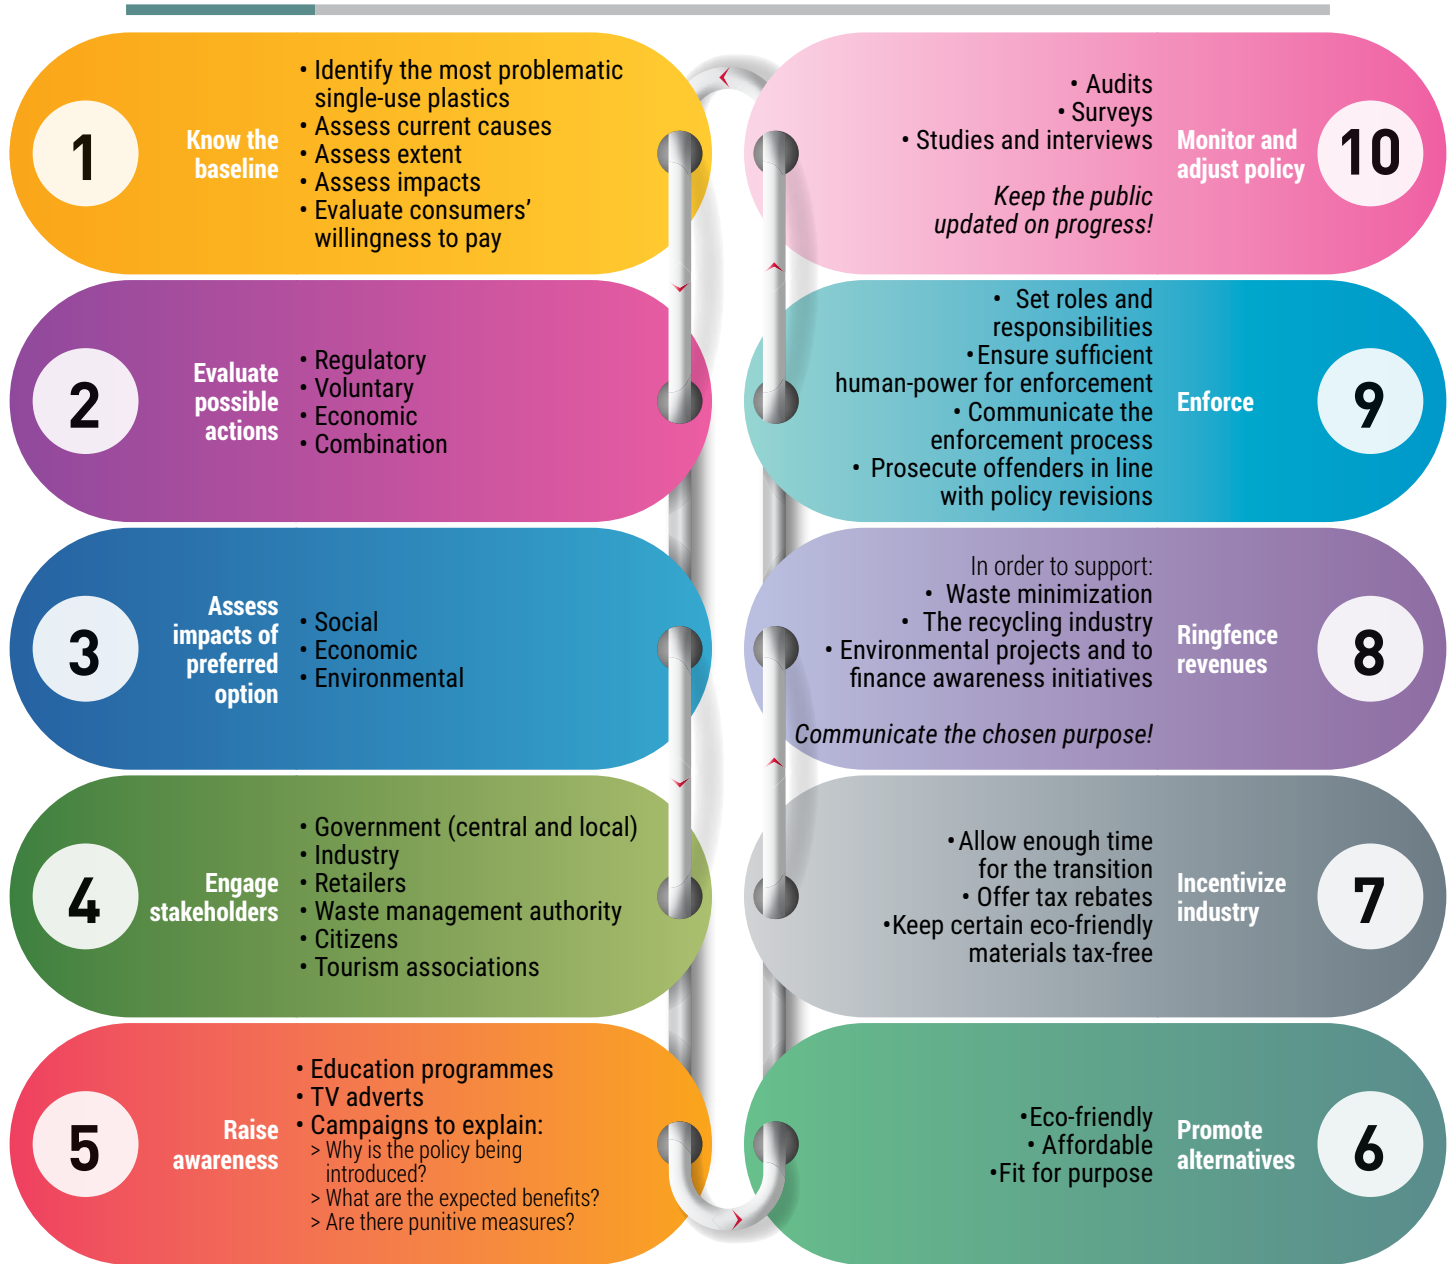 1
Know the
baseline
• Identify the most problematic
single-use plastics
• Assess current causes
• Assess extent
• Assess impacts
• Evaluate consumers’
willingness to pay
2
Evaluate
possible
actions
• Regulatory
• Voluntary
• Economic
• Combination
3
Assess
impacts of
preferred
option
• Social
• Economic
• Environmental
4
Engage
stakeholders
• Government (central and local)
• Industry
• Retailers
• Waste management authority
• Citizens
• Tourism associations
5
Raise
awareness
• Education programmes
• TV adverts
• Campaigns to explain:
> Why is the policy being
introduced?
> What are the expected benefits?
> Are there punitive measures?
6
Promote
alternatives
•Eco-friendly
• Affordable
•Fit for purpose
7
Incentivize
industry
•Allow enough time
for the transition
• Offer tax rebates
•Keep certain eco-friendly
materials tax-free
8
Ringfence
revenues
In order to support:
• Waste minimization
• The recycling industry
• Environmental projects and to
finance awareness initiatives
Communicate the chosen purpose!
9
Enforce
• Set roles and
responsibilities
•Ensure sufficient
human-power for enforcement
• Communicate the
enforcement process
• Prosecute offenders in line
with policy revisions
10
Monitor and
adjust policy
• Audits
• Surveys
• Studies and interviews
Keep the public
updated on progress!